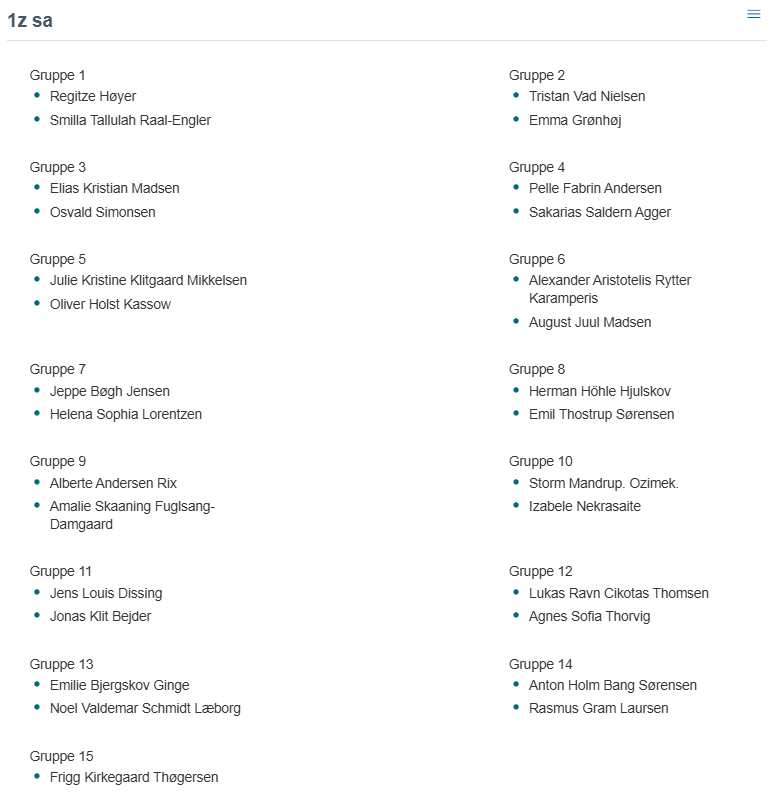 1z sa
Gruppe 1
Regitze Høyer
Smilla Tallulah Raal-Engler
Gruppe 2
Tristan Vad Nielsen
Emma Grønhøj
Gruppe 3
Elias Kristian Madsen
Osvald Simonsen
Gruppe 4
Pelle Fabrin Andersen
Sakarias Saldern Agger
Gruppe 5
Julie Kristine Klitgaard Mikkelsen
Oliver Holst Kassow
Gruppe 6
Alexander Aristotelis Rytter
Karamperis
August Juul Madsen
Gruppe 7
Jeppe Bøgh Jensen
Helena Sophia Lorentzen
Gruppe 8
Herman Höhle Hjulskov
Emil Thostrup Sørensen
Gruppe 9
Alberte Andersen Rix
Amalie Skaaning Fuglsang-
Damgaard
Gruppe 10
Storm Mandrup. Ozimek.
Izabele Nekrasaite
Gruppe 11
Jens Louis Dissing
Jonas Klit Bejder
Gruppe 12
Lukas Ravn Cikotas Thomsen
Agnes Sofia Thorvig
Gruppe 13
Emilie Bjergskov Ginge
Noel Valdemar Schmidt Læborg
Gruppe 14
Anton Holm Bang Sørensen
Rasmus Gram Laursen
Gruppe 15
Frigg Kirkegaard Thøgersen